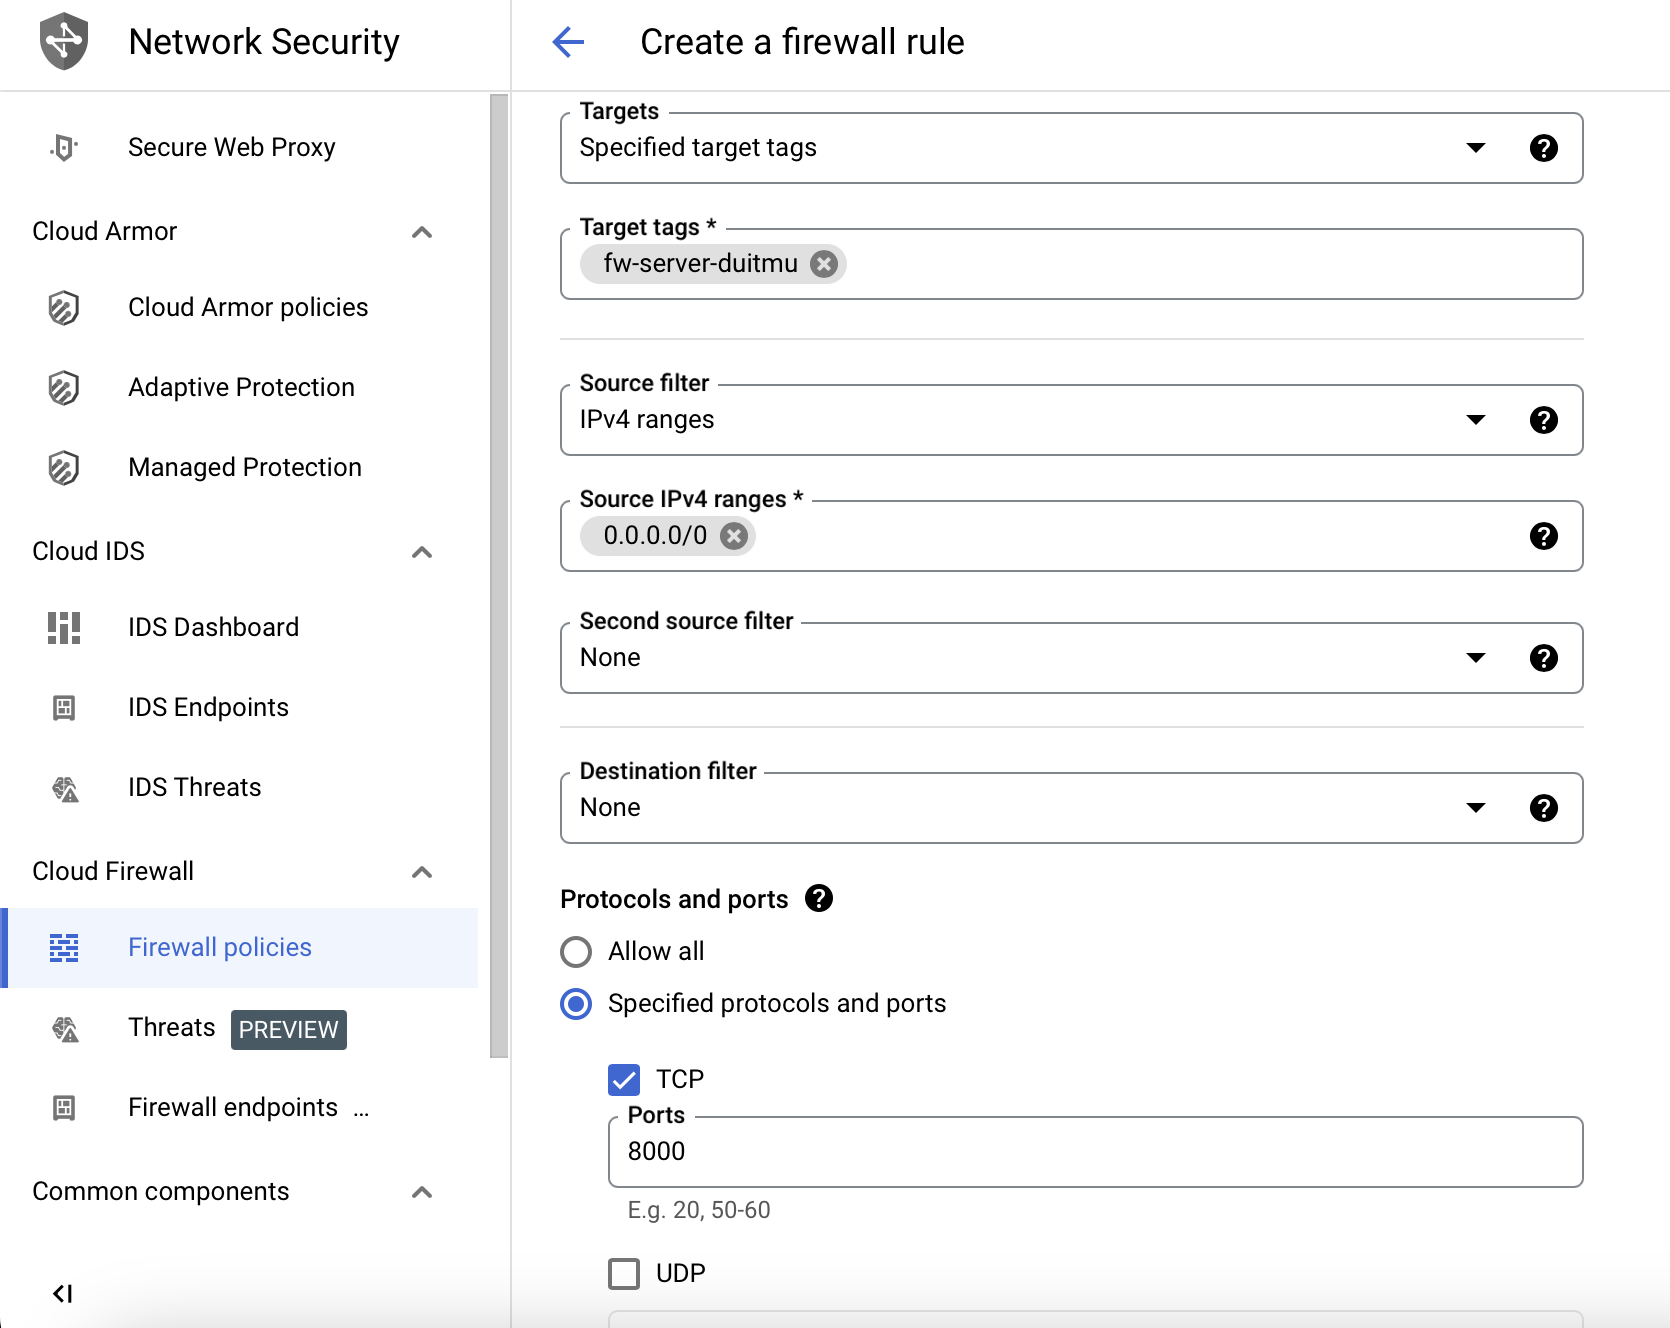 Network Security
Secure Web Proxy
Cloud Armor
Cloud Armor policies
Adaptive Protection
Managed Protection
Cloud IDS
IDS Dashboard
IDS Endpoints
IDS Threats
Cloud Firewall
Firewall policies
Threats PREVIEW
Firewall endpoints ...
Common components
Create a firewall rule
Targets
Specified target tags
Target tags *
fw-server-duitmu
Source filter
IPv4 ranges
Source IPv4 ranges *
0.0.0.0/0
Second source filter
None
Destination filter
None
Protocols and ports
Allow all
Specified protocols and ports
TCP
Ports
8000
E.g. 20, 50-60
UDP